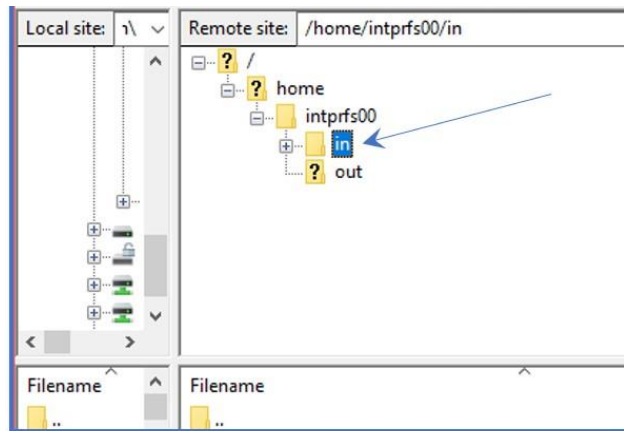 Local site: \
Remote site: /home/intprfs00/in
? /
? home
intprfs00
in
? out
Filename
Filename
..
..